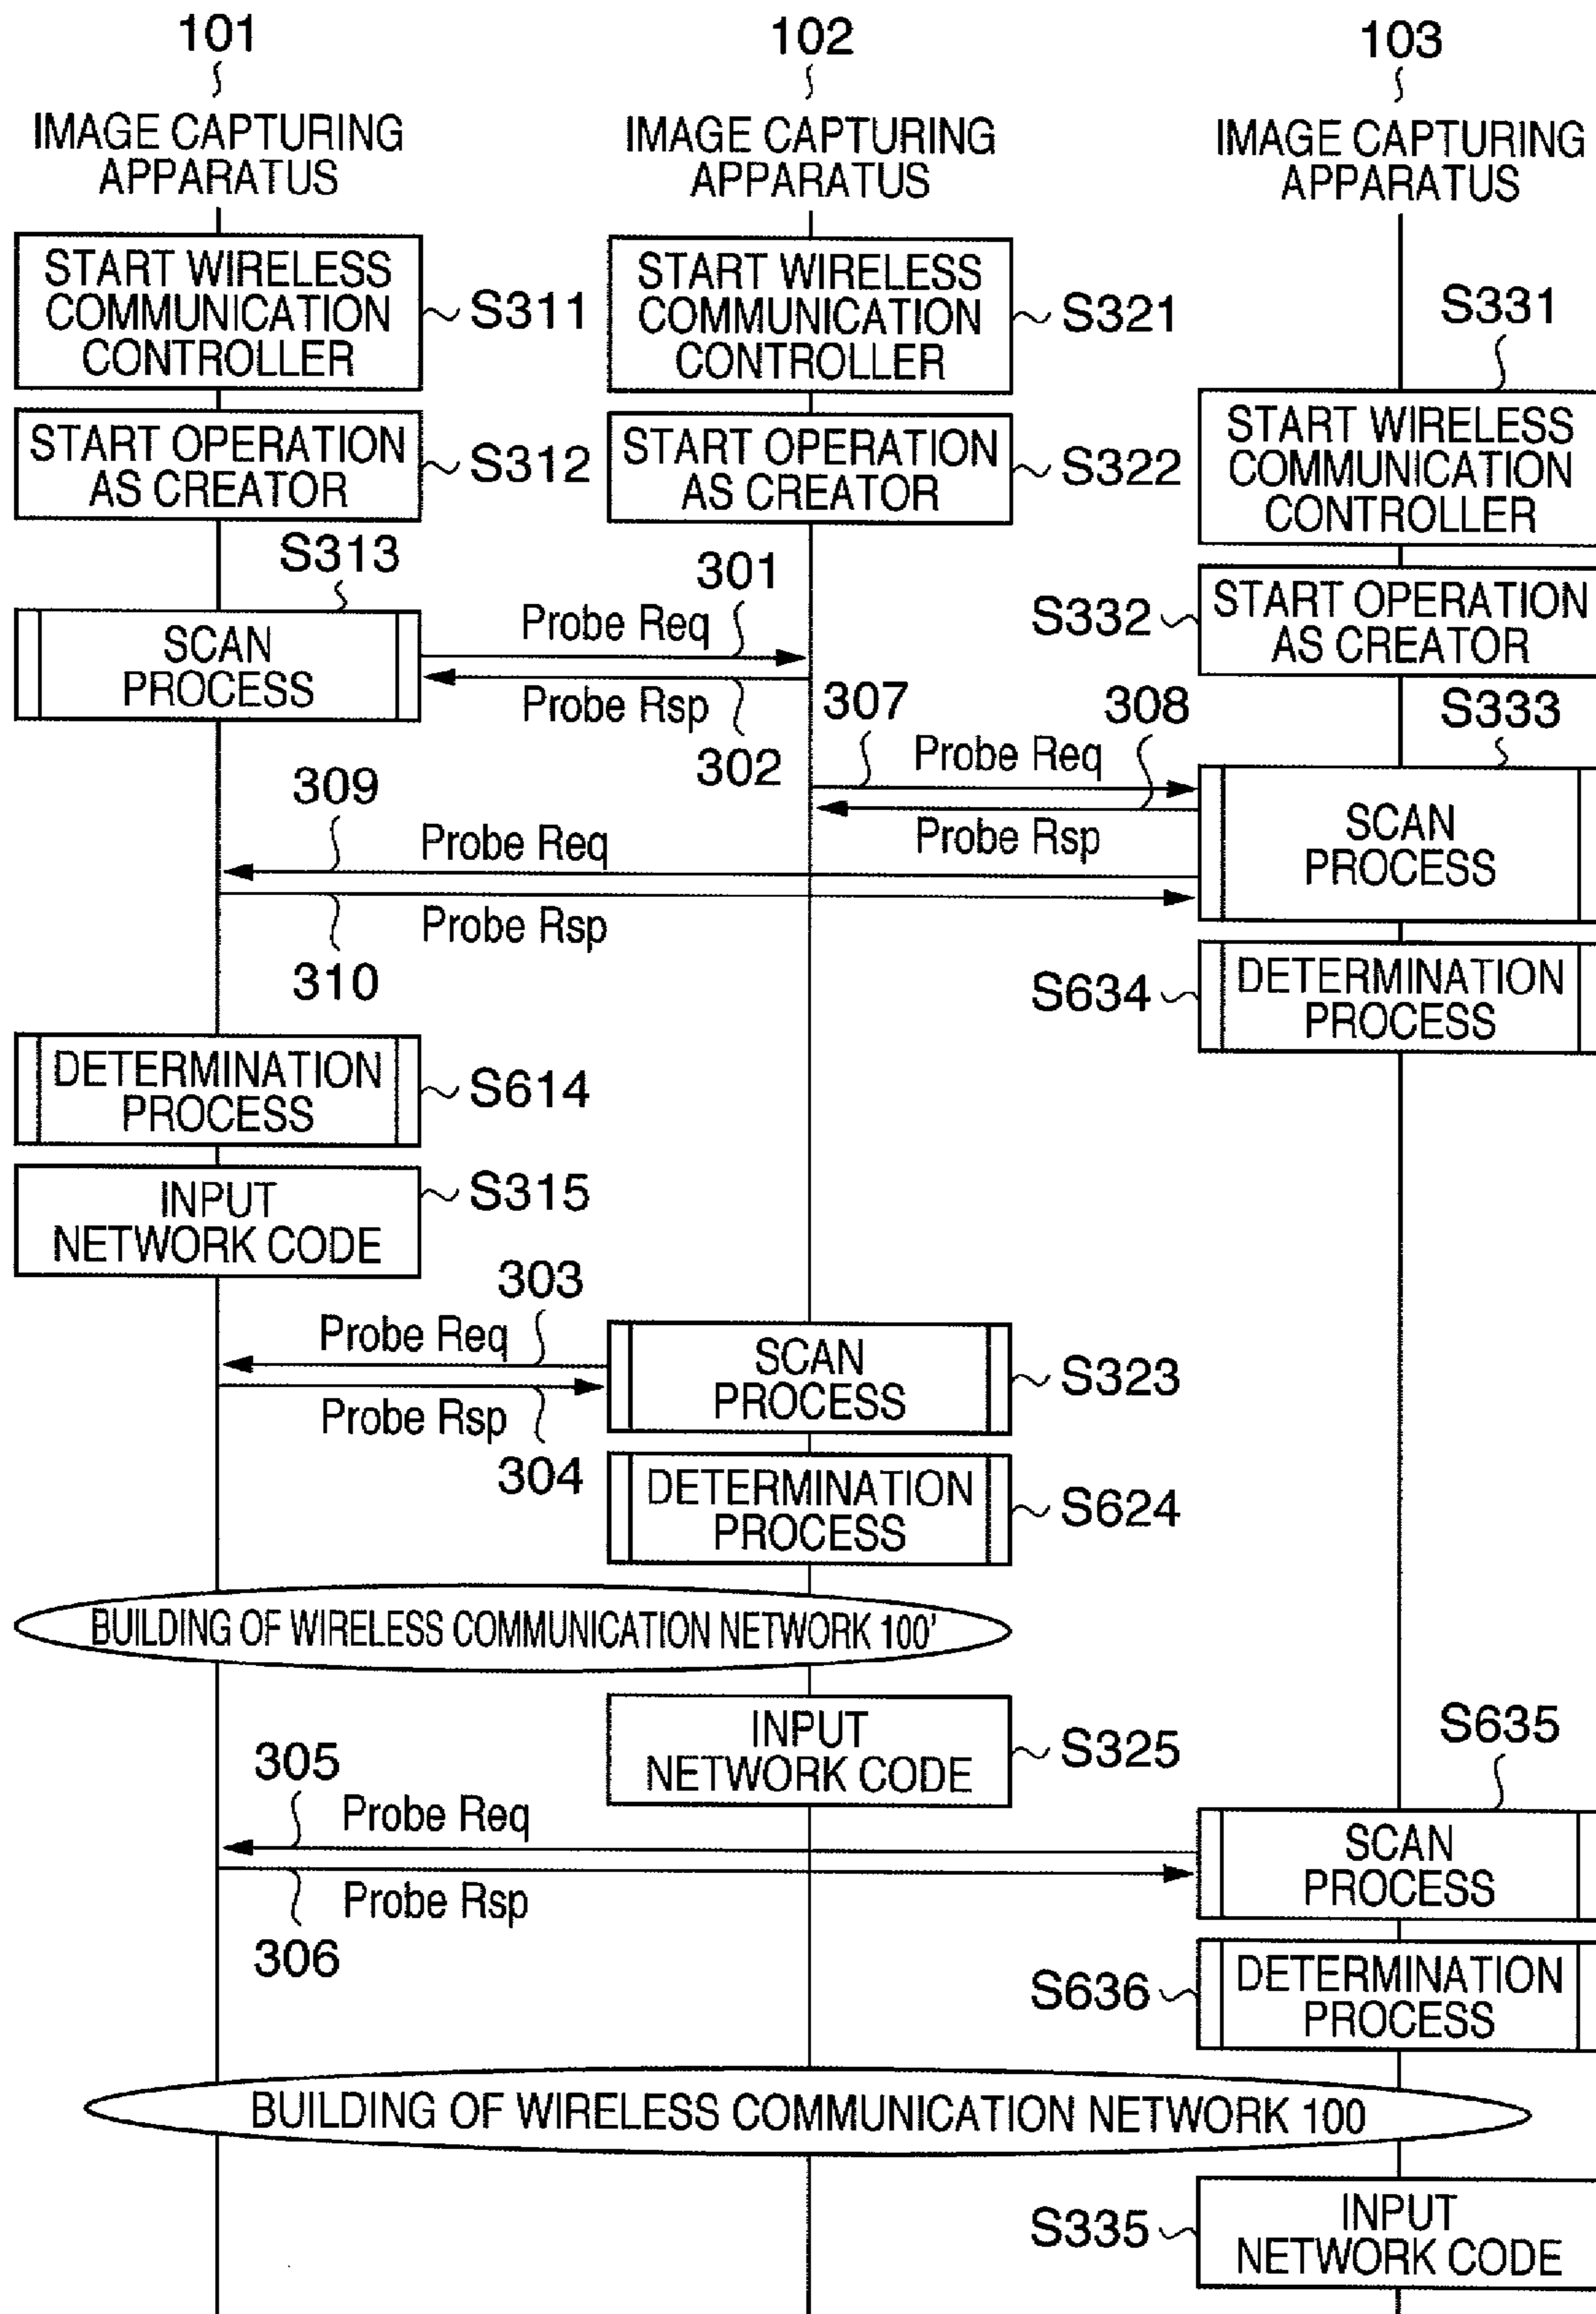 101
102
103
IMAGE CAPTURING
APPARATUS
IMAGE CAPTURING
APPARATUS
IMAGE CAPTURING
APPARATUS
START WIRELESS
COMMUNICATION
CONTROLLER
S311
START WIRELESS
COMMUNICATION
CONTROLLER
S321
S331
START WIRELESS
COMMUNICATION
CONTROLLER
START OPERATION
AS CREATOR
S312
START OPERATION
AS CREATOR
S322
S313
SCAN
PROCESS
301
Probe Req
Probe Rsp
302
S332
START OPERATION
AS CREATOR
307
308
S333
Probe Req
Probe Rsp
SCAN
PROCESS
309
Probe Req
Probe Rsp
310
S634
DETERMINATION
PROCESS
DETERMINATION
PROCESS
S614
INPUT
NETWORK CODE
S315
303
Probe Req
Probe Rsp
304
SCAN
PROCESS
S323
DETERMINATION
PROCESS
S624
BUILDING OF WIRELESS COMMUNICATION NETWORK 100'
INPUT
NETWORK CODE
S325
S635
305
Probe Req
Probe Rsp
306
SCAN
PROCESS
S636
DETERMINATION
PROCESS
BUILDING OF WIRELESS COMMUNICATION NETWORK 100
S335
INPUT
NETWORK CODE